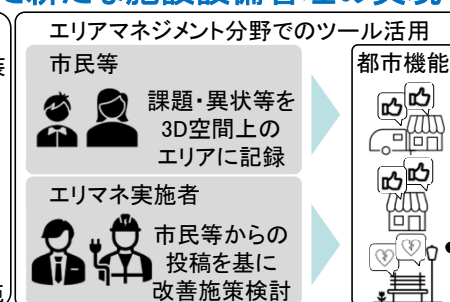 エリアマネジメント分野でのツール活用
市民等
課題・異状等を
3D空間上の
エリアに記録
エリマネ実施者
市民等からの
投稿を基に
改善施策検討
都市機能